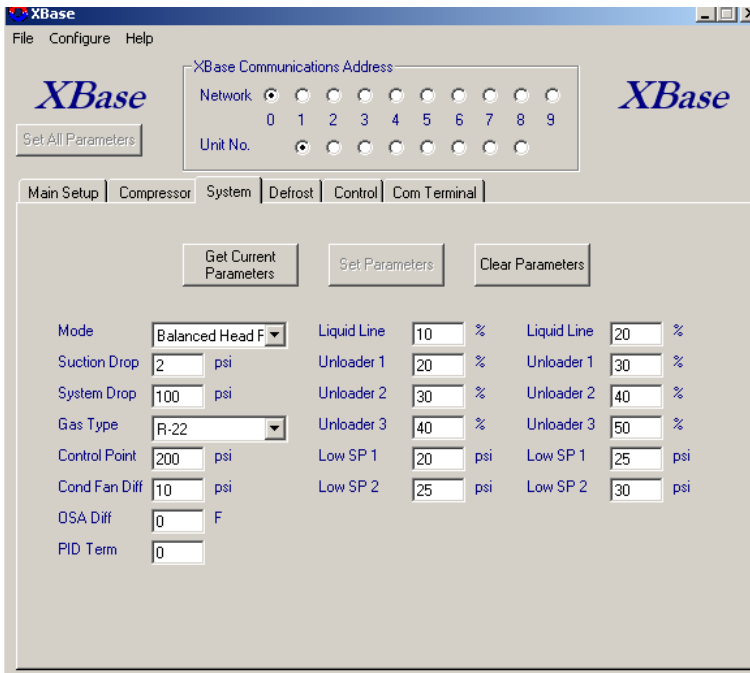 XBase
File Configure Help
XBase Communications Address
XBase
XBase
Network
0 1 2 3 4 5 6 7 8 9
Set All Parameters
Unit No.
Main Setup Compressor System Defrost Control Com Terminal
Get Current Parameters Set Parameters Clear Parameters
Mode Balanced Head Liquid Line 10 % Liquid Line 20 %
Suction Drop 2 psi Unloader 1 20 % Unloader 1 30 %
System Drop 100 psi Unloader 2 30 % Unloader 2 40 %
Gas Type R-22 Unloader 3 40 % Unloader 3 50 %
Control Point 200 psi Low SP 1 20 psi Low SP 1 25 psi
Cond Fan Diff 10 psi Low SP 2 25 psi Low SP 2 30 psi
OSA Diff 0 F
PID Term 0